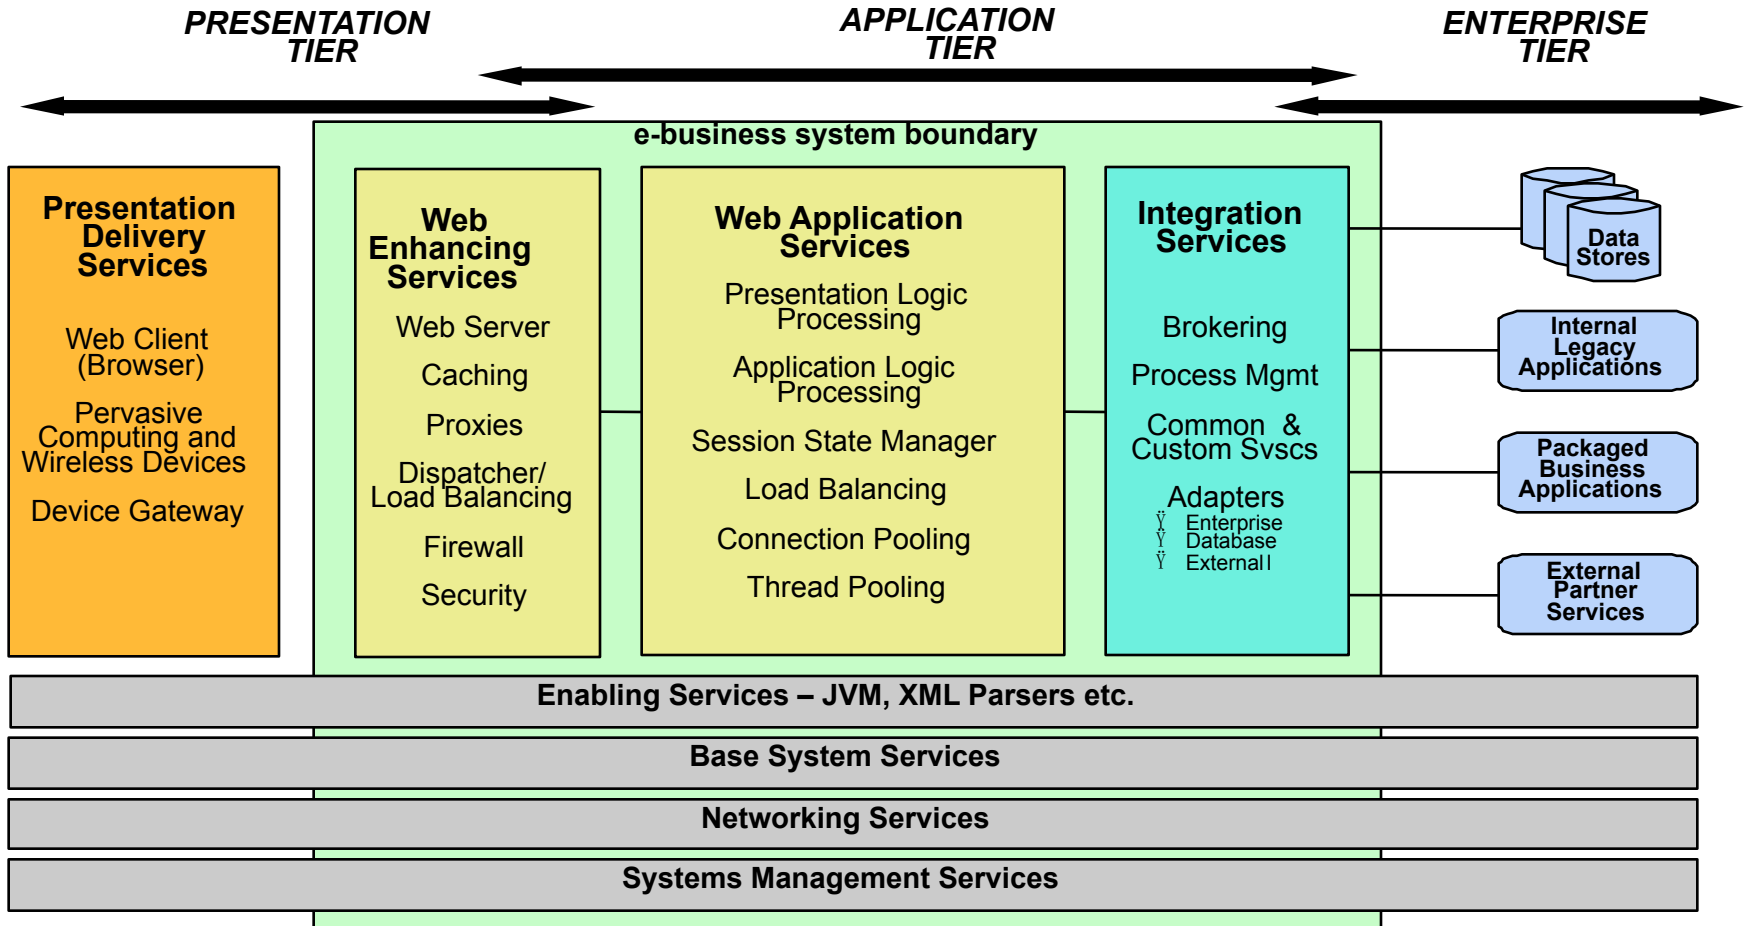 PRESENTATION
TIER
APPLICATION
TIER
ENTERPRISE
TIER
e-business system boundary
Presentation
Delivery
Services
Web Client
(Browser)
Pervasive
Computing and
Wireless Devices
Device Gateway
Web
Enhancing
Services
Web Server
Caching
Proxies
Dispatcher/
Load Balancing
Firewall
Security
Web Application
Services
Presentation Logic
Processing
Application Logic
Processing
Session State Manager
Load Balancing
Connection Pooling
Thread Pooling
Integration
Services
Brokering
Process Mgmt
Common &
Custom Svscs
Adapters
Ÿ Enterprise
Ÿ Database
Ÿ Externall
Data
Stores
Internal
Legacy
Applications
Packaged
Business
Applications
External
Partner
Services
Enabling Services – JVM, XML Parsers etc.
Base System Services
Networking Services
Systems Management Services